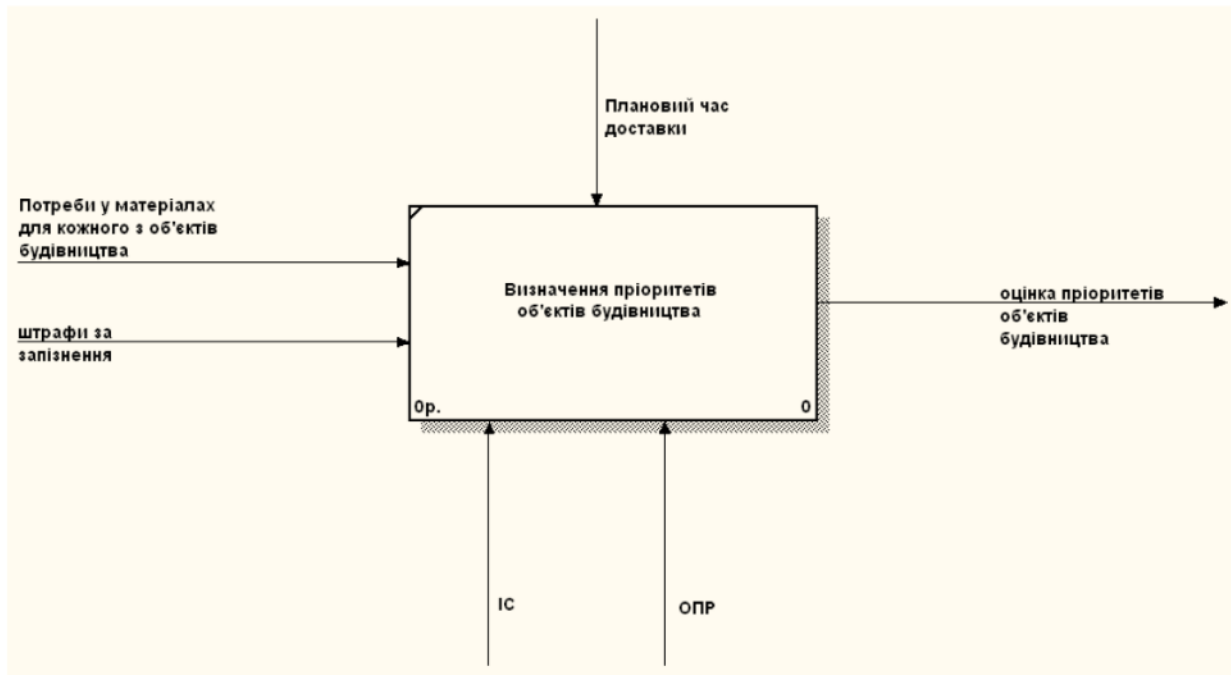 Плановий час
доставки
Потреби у матеріалах
для кожного з об'єктів
будівництва
Визначення пріоритетів
об'єктів будівництва
оцінка пріоритетів
об'єктів
будівництва
штрафи за
запізнення
0р.
0
ІС
ОПР